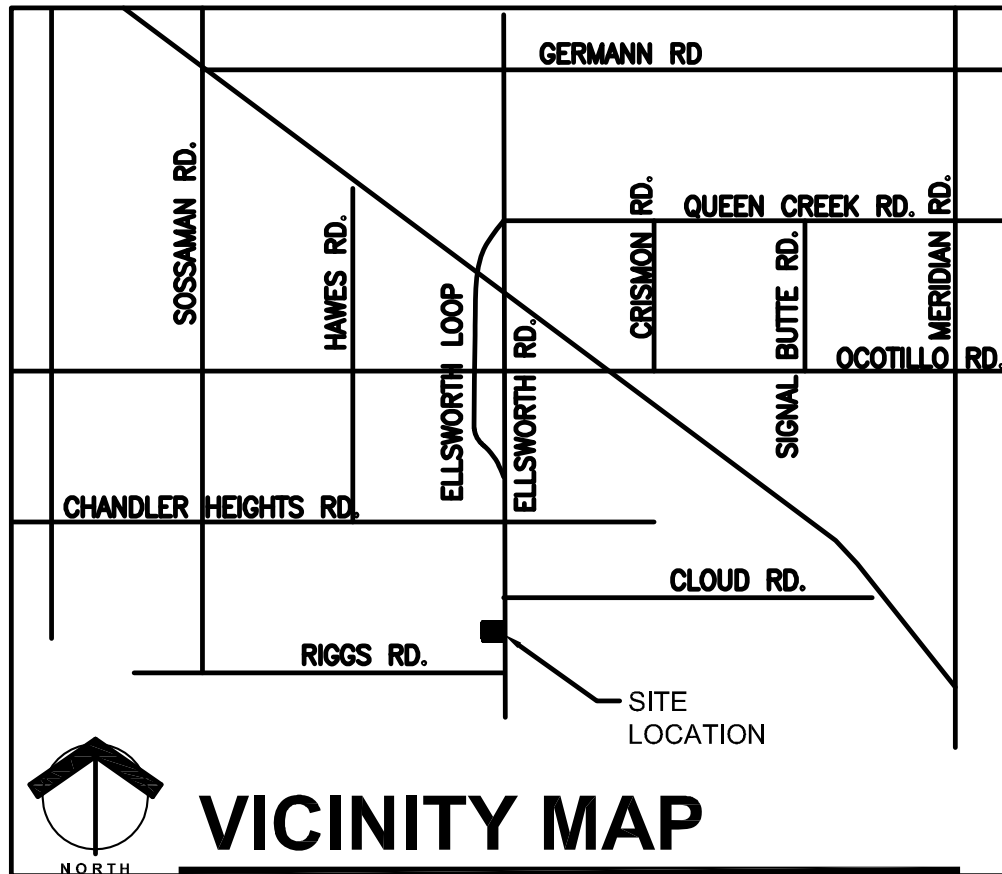 GERMANN RD
SOSSAMAN RD.
HAWES RD.
ELLSWORTH LOOP
ELLSWORTH RD.
CRISMON RD.
QUEEN CREEK RD.
SIGNAL BUTTE RD.
MERIDIAN RD.
OCOTILLO RD.
CHANDLER HEIGHTS RD.
CLOUD RD.
RIGGS RD.
SITE
LOCATION
VICINITY MAP
NORTH